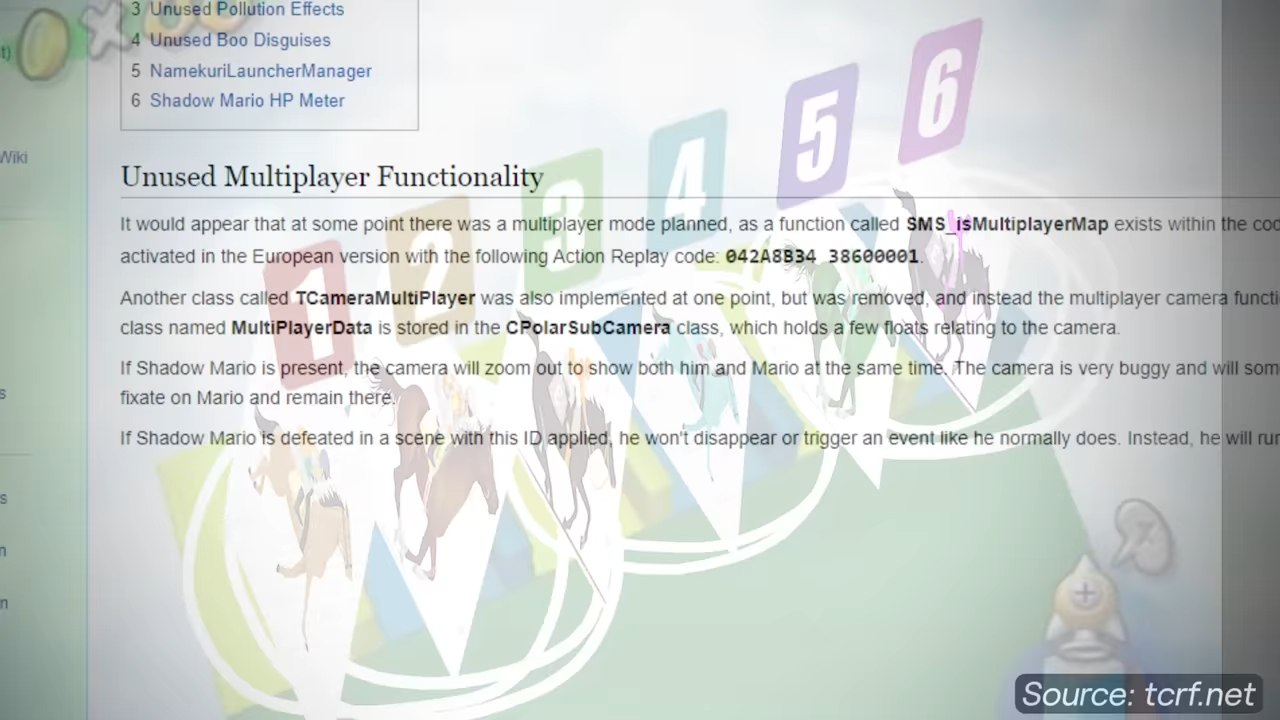 3 Unused Pollution Effects
4 Unused Boo Disguises
5 NamekuriLauncherManager
6 Shadow Mario HP Meter
Wiki
Unused Multiplayer Functionality
It would appear that at some point there was a multiplayer mode planned, as a function called SMS_isMultiplayerMap exists within the
activated in the European version with the following Action Replay code: 042A8B34 38600001.
Another class called TCameraMultiPlayer was also implemented at one point, but was removed, and instead the multiplayer camera
class named MultiPlayerData is stored in the CPolarSubCamera class, which holds a few floats relating to the camera.
If Shadow Mario is present, the camera will zoom out to show both him and Mario at the same time. The camera is very buggy and will
fixate on Mario and remain there.
If Shadow Mario is defeated in a scene with this ID applied, he won't disappear or trigger an event like he normally does. Instead, he will
1 2 3 4 5 6
Source: tcrf.net